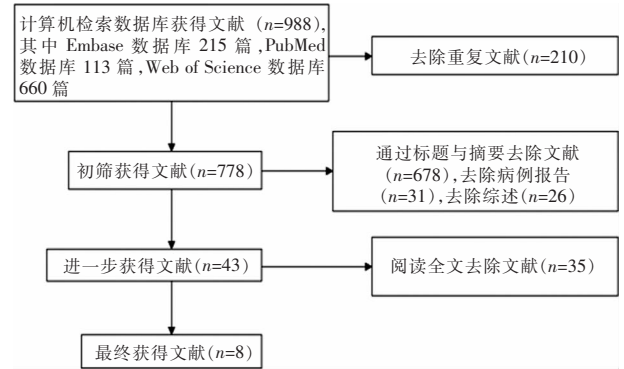 计算机检索数据库获得文献 (n=988),
其中 Embase 数据库 215 篇,PubMed
数据库 113 篇,Web of Science 数据库
660 篇
去除重复文献(n=210)
初筛获得文献(n=778)
通过标题与摘要去除文献
(n=678),去除病例报告
(n=31),去除综述(n=26)
进一步获得文献(n=43)
阅读全文去除文献(n=35)
最终获得文献(n=8)